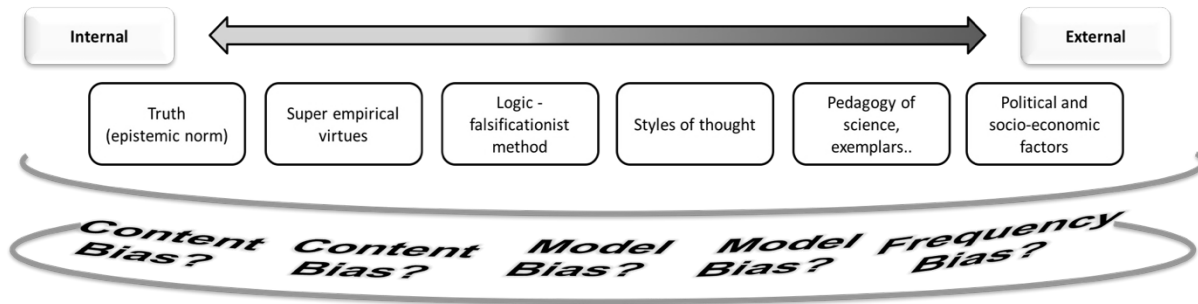 Internal
External
Truth
(epistemic norm)
Super empirical
virtues
Logic -
falsificationist
method
Styles of thought
Pedagogy of
science,
exemplars..
Political and
socio-economic
factors
Content
Bias?
Content
Bias?
Model
Bias?
Model
Bias?
Frequency
Bias?